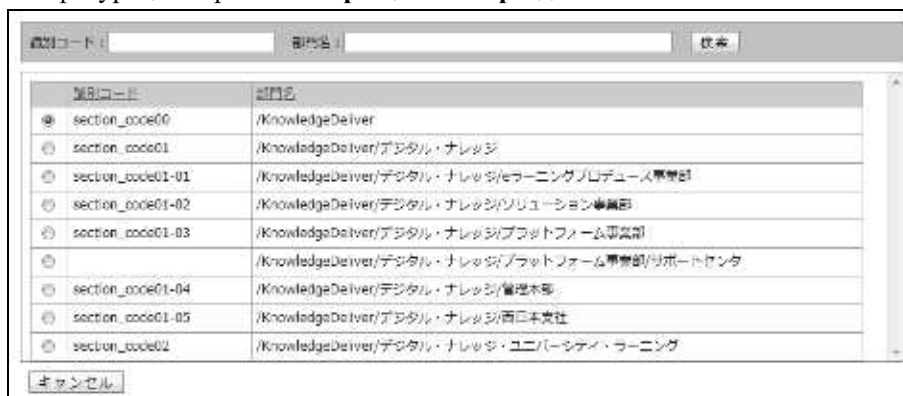 識別コード： 部門名： 検索
識別コード 部門名
section_code00 /KnowledgeDeliver
section_code01 /KnowledgeDeliver/デジタル・ナレッジ
section_code01-01 /KnowledgeDeliver/デジタル・ナレッジ/eラーニングプロデュース事業部
section_code01-02 /KnowledgeDeliver/デジタル・ナレッジ/ソリューション事業部
section_code01-03 /KnowledgeDeliver/デジタル・ナレッジ/プラットフォーム事業部
/KnowledgeDeliver/デジタル・ナレッジ/プラットフォーム事業部/サポートセンタ
section_code01-04 /KnowledgeDeliver/デジタル・ナレッジ/管理本部
section_code01-05 /KnowledgeDeliver/デジタル・ナレッジ/西日本支社
section_code02 /KnowledgeDeliver/デジタル・ナレッジ・ユニバーシティ・ラーニング
キャンセル